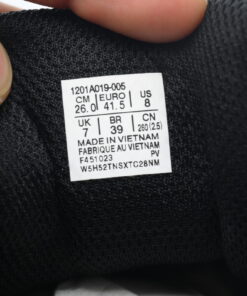 1201A019-005
CM EURO US
26.0 41.5 8
UK BR CN
7 39 260(2.5)
MADE IN VIETNAM
FABRIQUE AU VIETNAM
F451023 PV
W5H52TNSXTC28NM